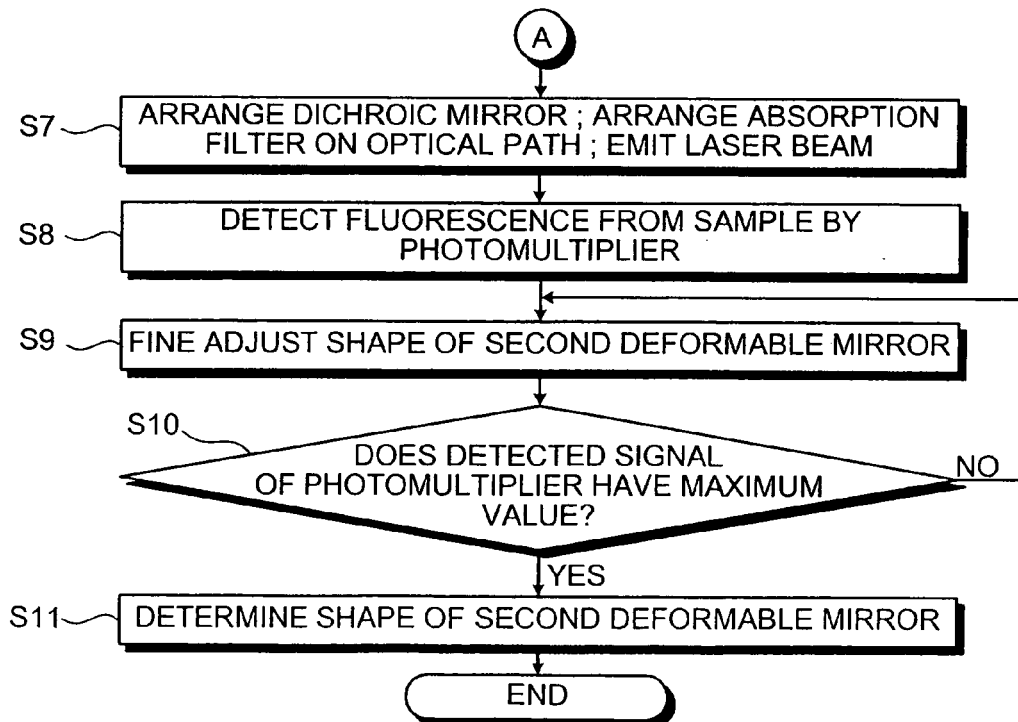 A
S7
ARRANGE DICHROIC MIRROR ; ARRANGE ABSORPTION
FILTER ON OPTICAL PATH ; EMIT LASER BEAM
S8
DETECT FLUORESCENCE FROM SAMPLE BY
PHOTOMULTIPLIER
S9
FINE ADJUST SHAPE OF SECOND DEFORMABLE MIRROR
S10
DOES DETECTED SIGNAL
OF PHOTOMULTIPLIER HAVE MAXIMUM
VALUE?
NO
YES
S11
DETERMINE SHAPE OF SECOND DEFORMABLE MIRROR
END